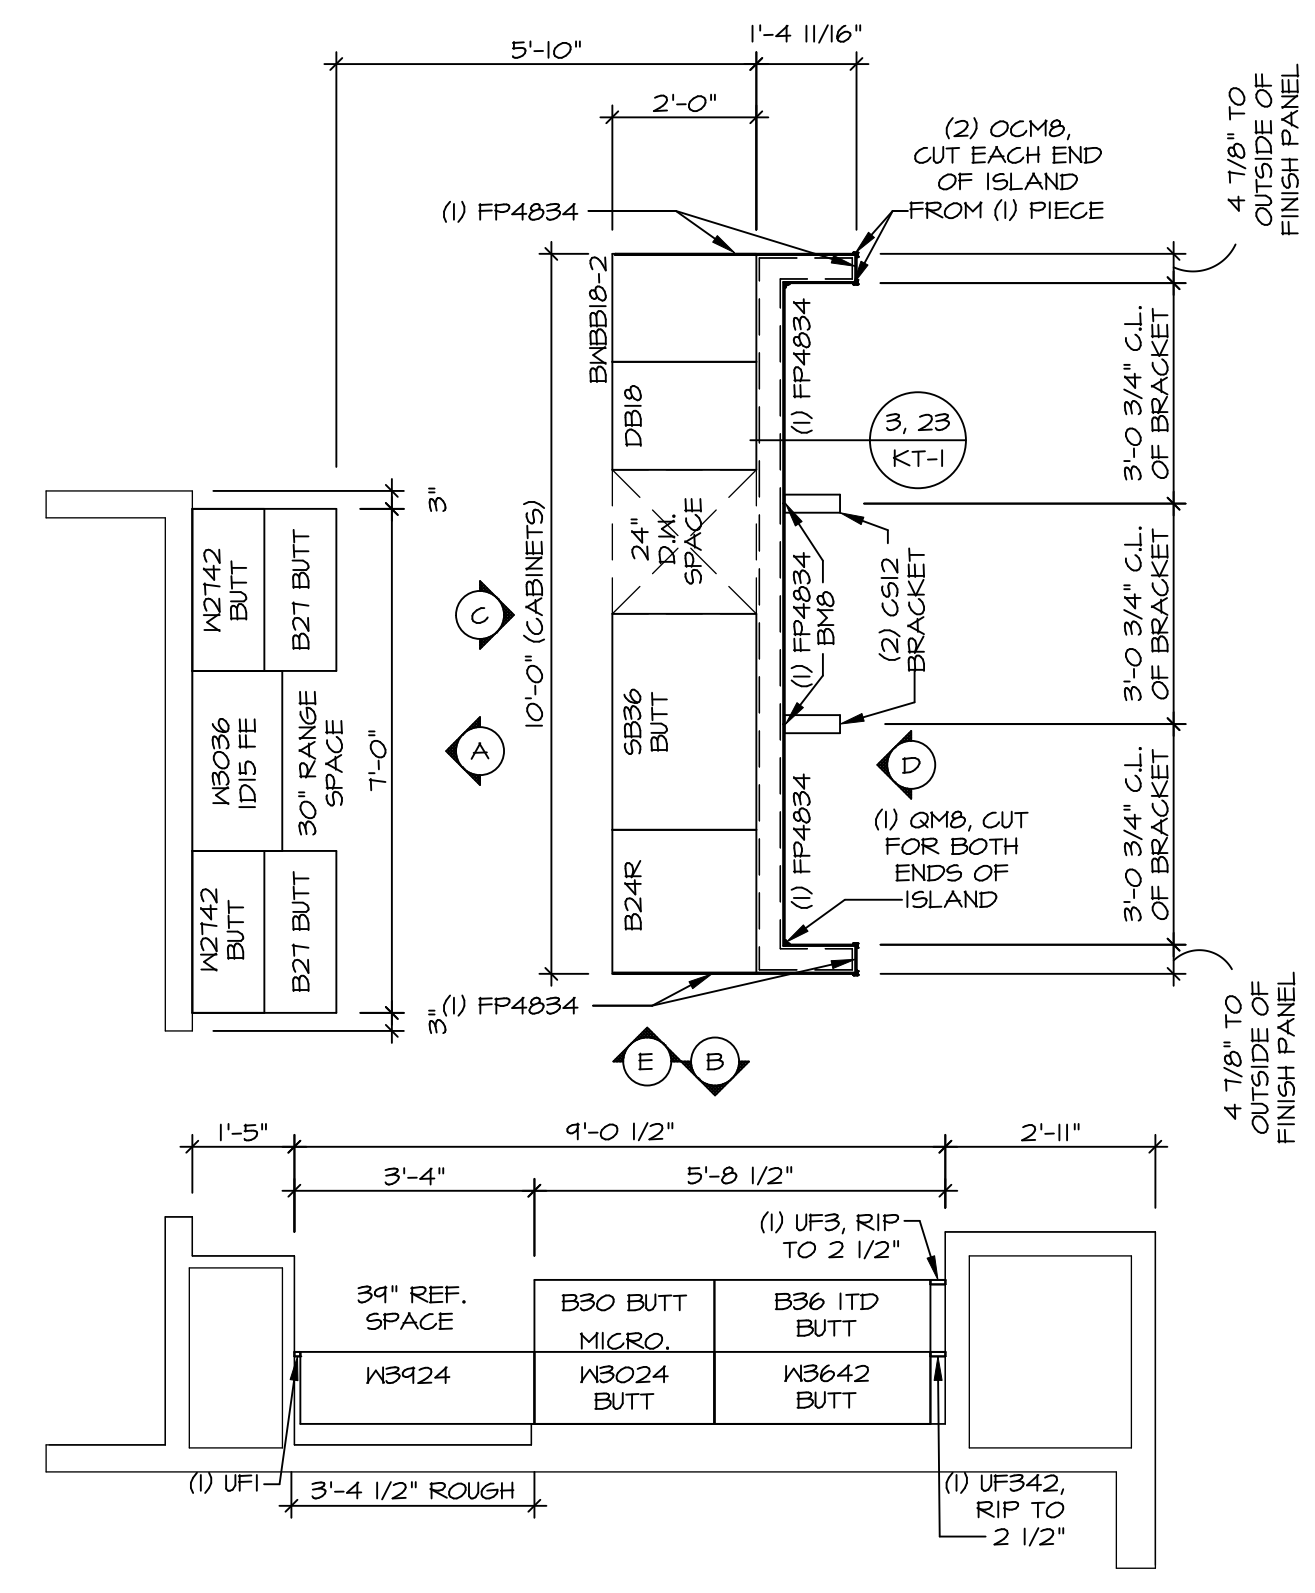 5'-10"
1'-4 11/16"
2'-0"
(2) OCM8,
CUT EACH END
OF ISLAND
FROM (1) PIECE
4 7/8" TO
OUTSIDE OF
FINISH PANEL
(1) FP4834
BWBB18-2
DB18
24"
D.W.
SPACE
SB36
BUTT
B24R
10'-0" (CABINETS)
(1) FP4834
(1) FP4834
BM8
(1) FP4834
3, 23
KT-1
(2) CS12
BRACKET
3'-0 3/4" C.L.
OF BRACKET
3'-0 3/4" C.L.
OF BRACKET
3'-0 3/4" C.L.
OF BRACKET
3"
W2742
BUTT
B27 BUTT
W3036
1D15 FE
30" RANGE
SPACE
7'-0"
W2742
BUTT
B27 BUTT
3"
C
A
D
(1) QM8, CUT
FOR BOTH
ENDS OF
ISLAND
(1) FP4834
E
B
4 7/8" TO
OUTSIDE OF
FINISH PANEL
1'-5"
9'-0 1/2"
2'-11"
3'-4"
5'-8 1/2"
(1) UF3, RIP
TO 2 1/2"
39" REF.
SPACE
B30 BUTT
MICRO.
B36 1TD
BUTT
W3924
W3024
BUTT
W3642
BUTT
(1) UF1
3'-4 1/2" ROUGH
(1) UF342,
RIP TO
2 1/2"